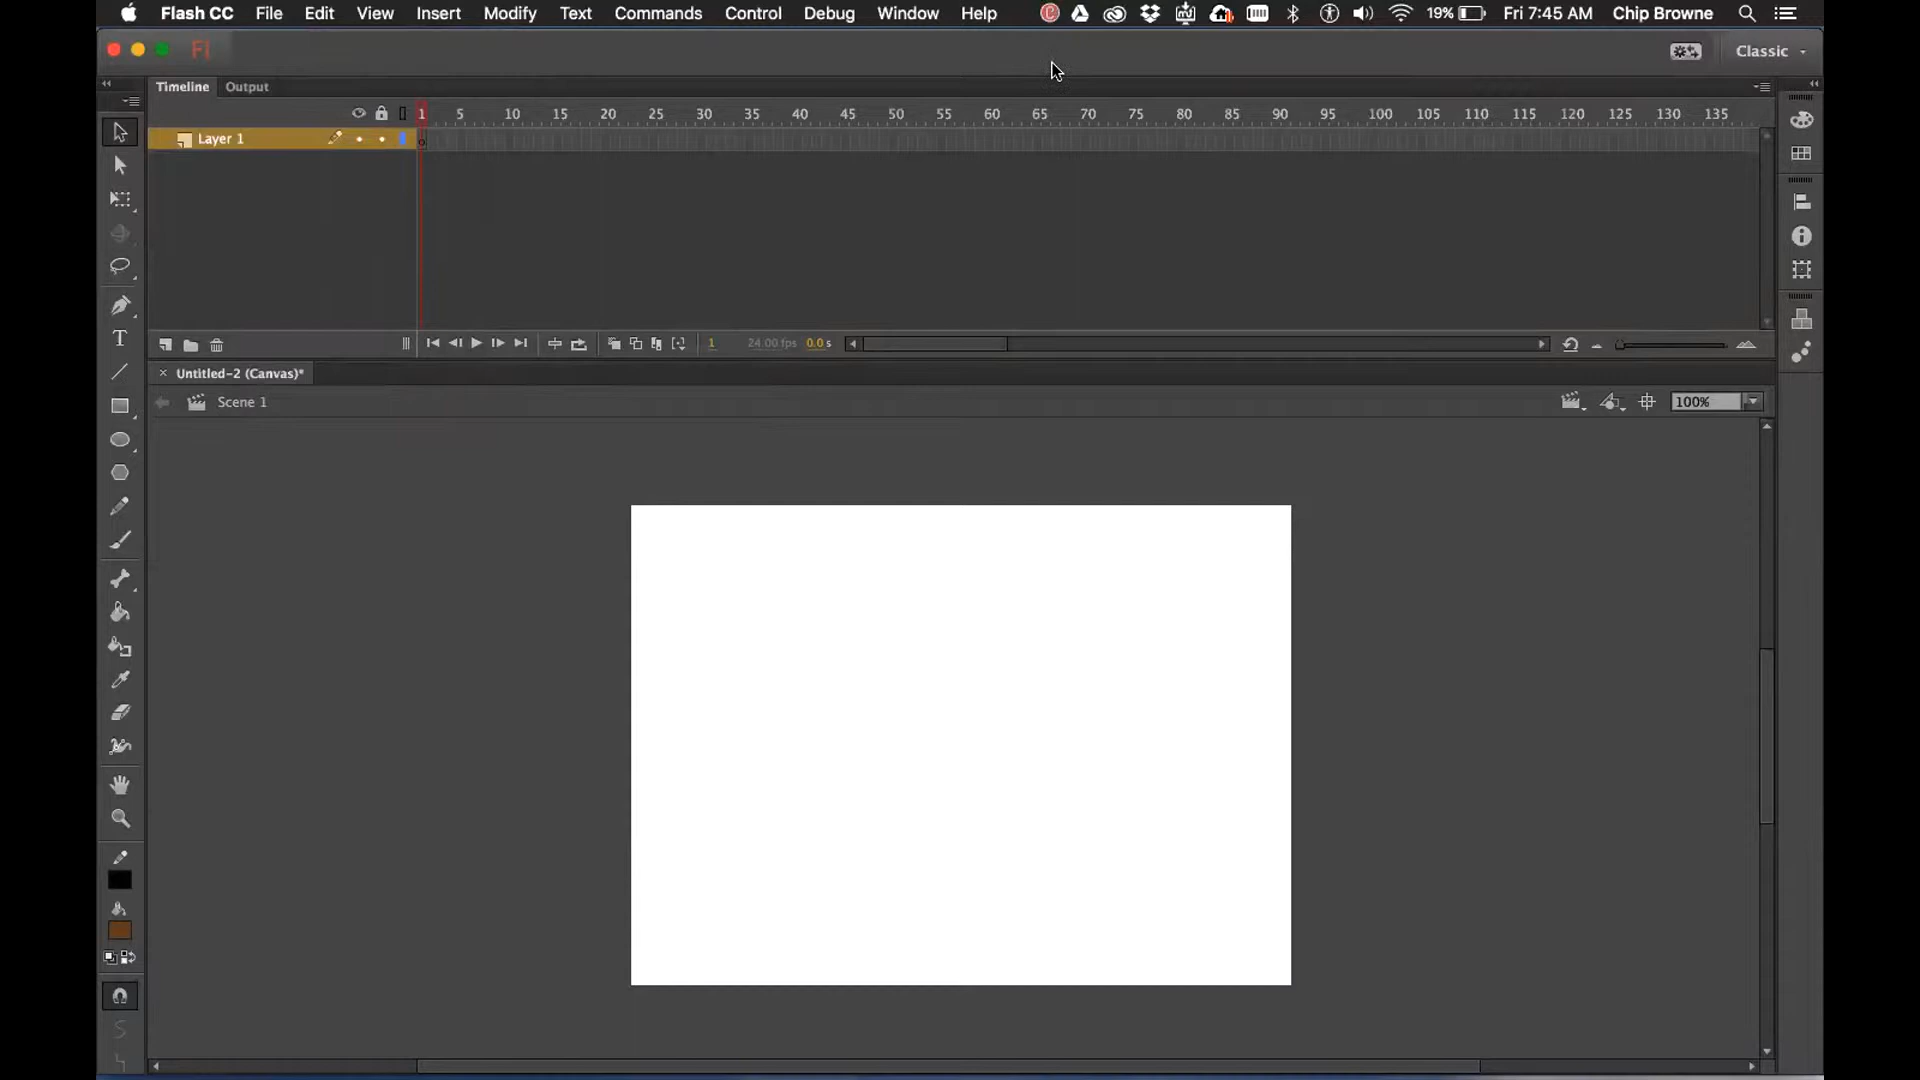 Flash CC File Edit View Insert Modify Text Commands Control Debug Window Help 19% Fri 7:45 AM Chip Browne
Fl Classic
Timeline Output
1 5 10 15 20 25 30 35 40 45 50 55 60 65 70 75 80 85 90 95 100 105 110 115 120 125 130 135
Layer 1
1 24.00 fps 0.0 s
Untitled-2 (Canvas)*
Scene 1 100%